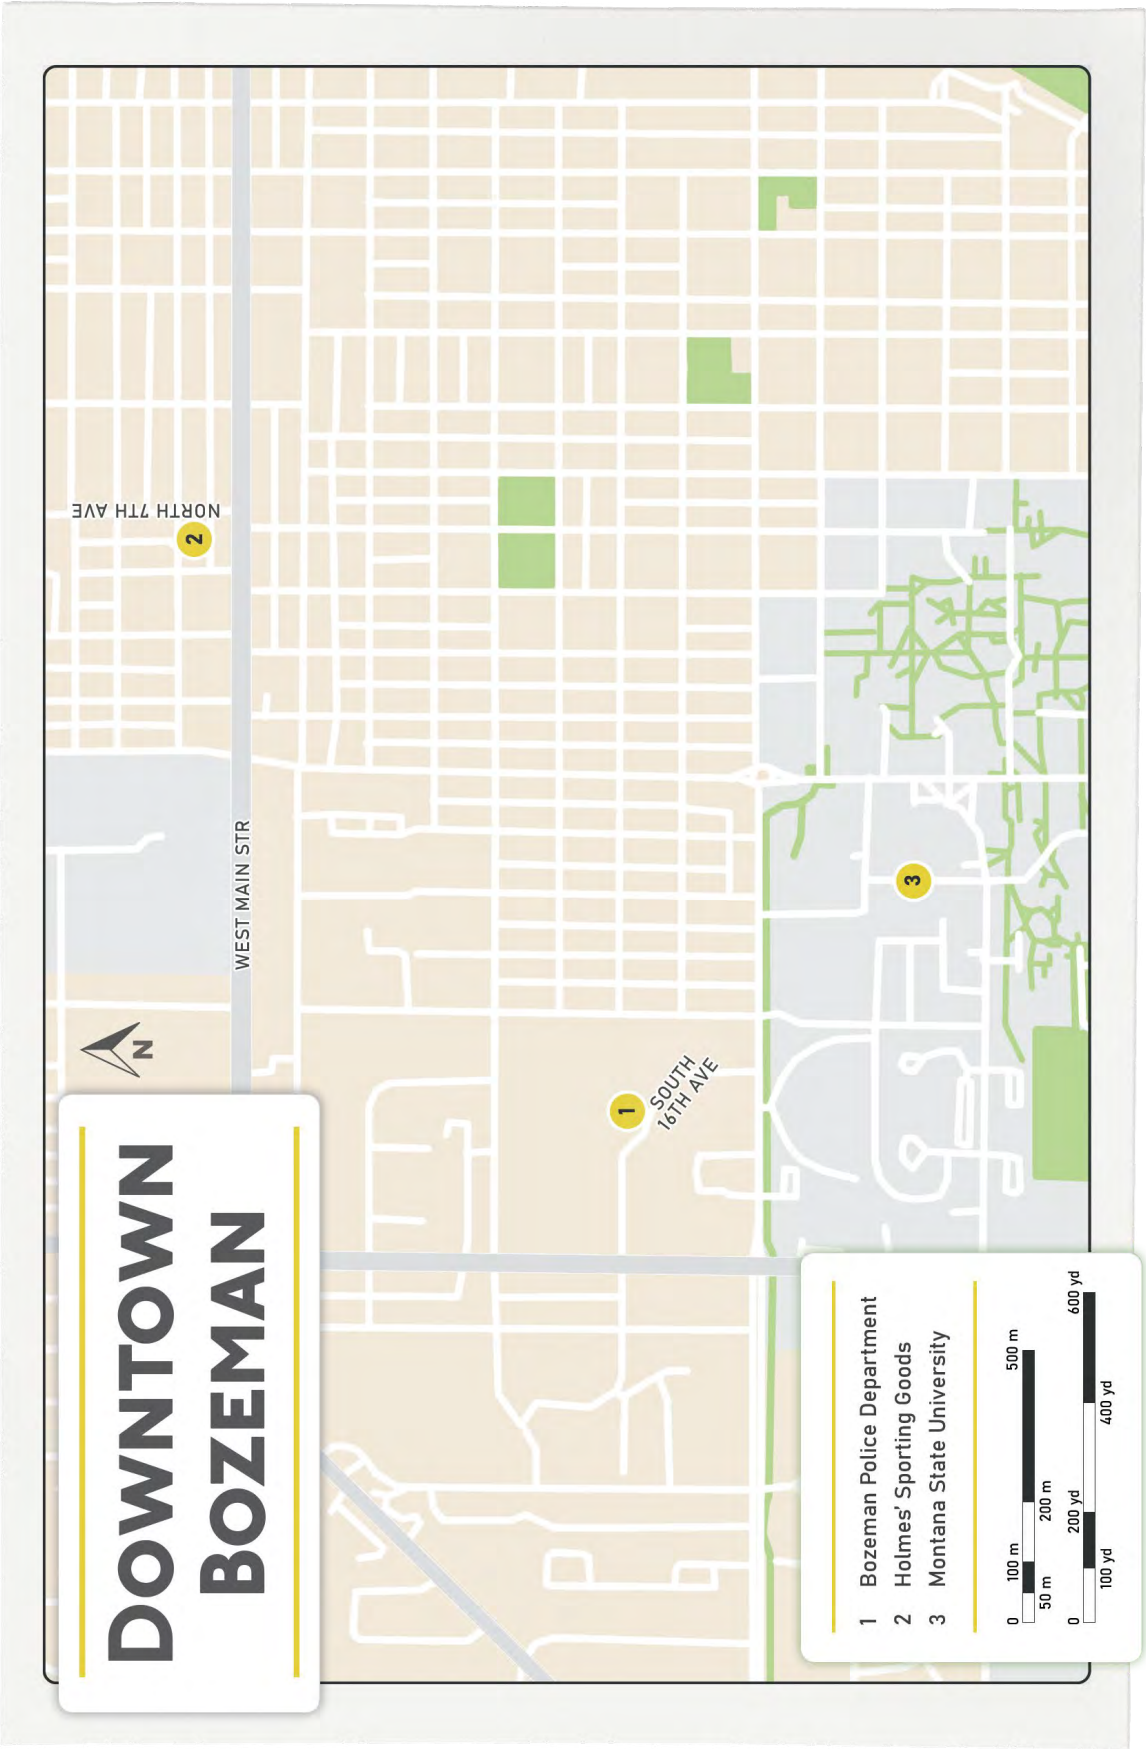 DOWNTOWN
BOZEMAN
N
WEST MAIN STR
NORTH 7TH AVE
2
1
SOUTH
16TH AVE
3
1 Bozeman Police Department
2 Holmes' Sporting Goods
3 Montana State University
0 100 m 500 m
50 m 200 m
0 200 yd 600 yd
100 yd 400 yd